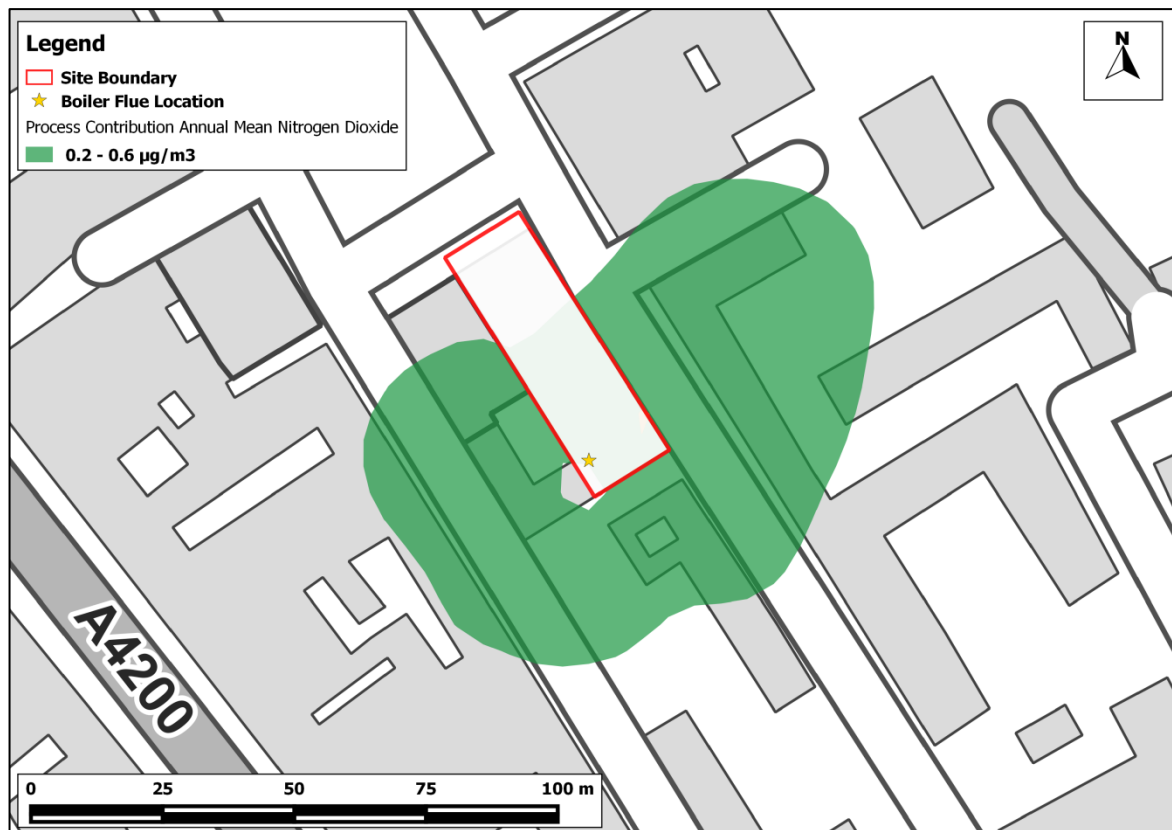 Legend
Site Boundary
Boiler Flue Location
Process Contribution Annual Mean Nitrogen Dioxide
0.2 - 0.6 µg/m3
N
A4200
0 25 50 75 100 m